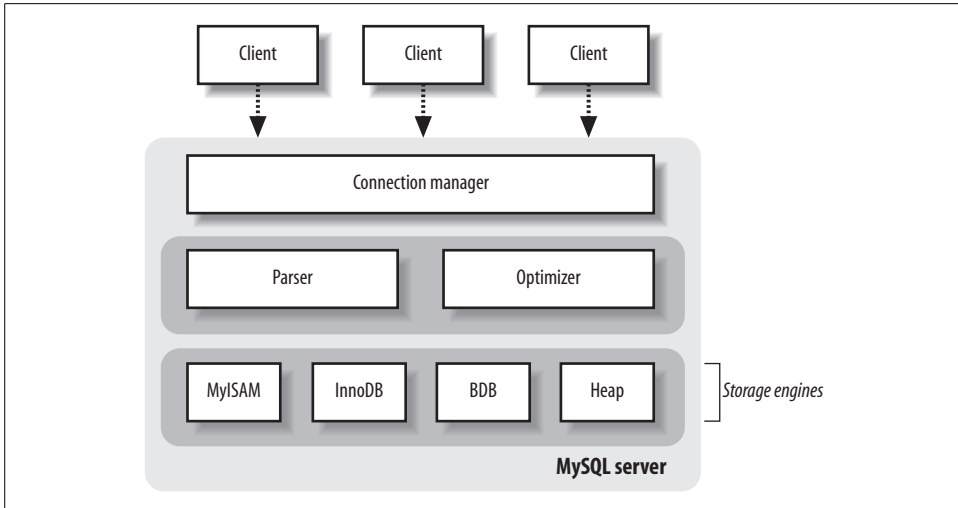 Client Client Client
Connection manager
Parser Optimizer
MyISAM InnoDB BDB Heap Storage engines
MySQL server